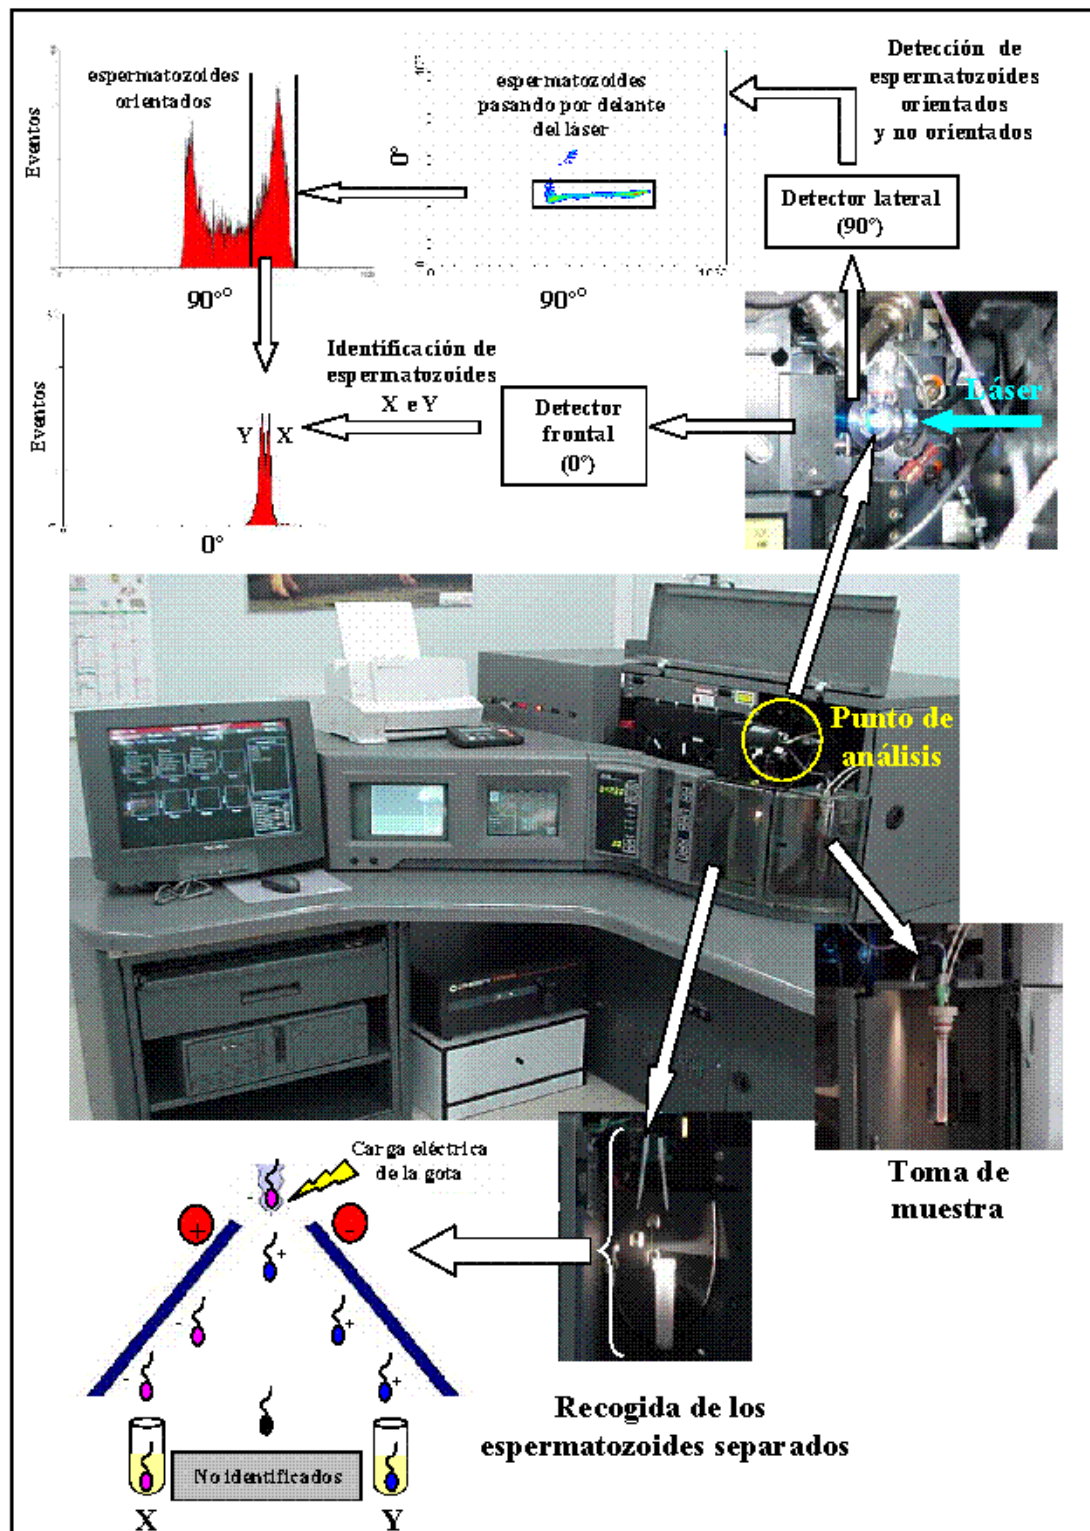 espermatozoides
orientados
Eventos
90°°
espermatozoides
pasando por delante
del láser
0°
0
90°°
Detección de
espermatozoides
orientados
y no orientados
Detector lateral
(90°)
Identificación de
espermatozoides
X e Y
Detector
frontal
(0°)
Láser
Eventos
Y X
0°
Punto de
análisis
Toma de
muestra
Carga eléctrica
de la gota
- + -
+
- +
- +
Recogida de los
espermatozoides separados
No identificados
X Y